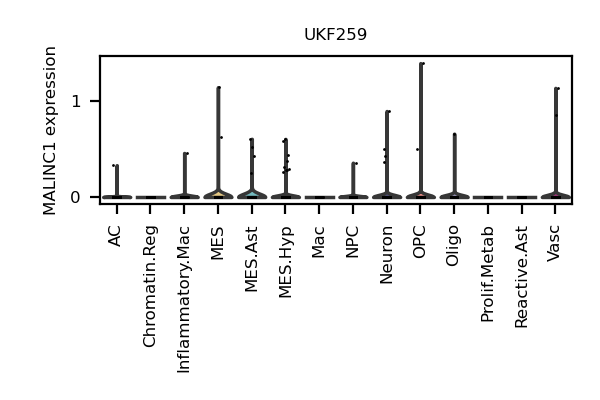 UKF259
MALINC1 expression
1
0
AC
Chromatin.Reg
Inflammatory.Mac
MES
MES.Ast
MES.Hyp
Mac
NPC
Neuron
OPC
Oligo
Prolif.Metab
Reactive.Ast
Vasc